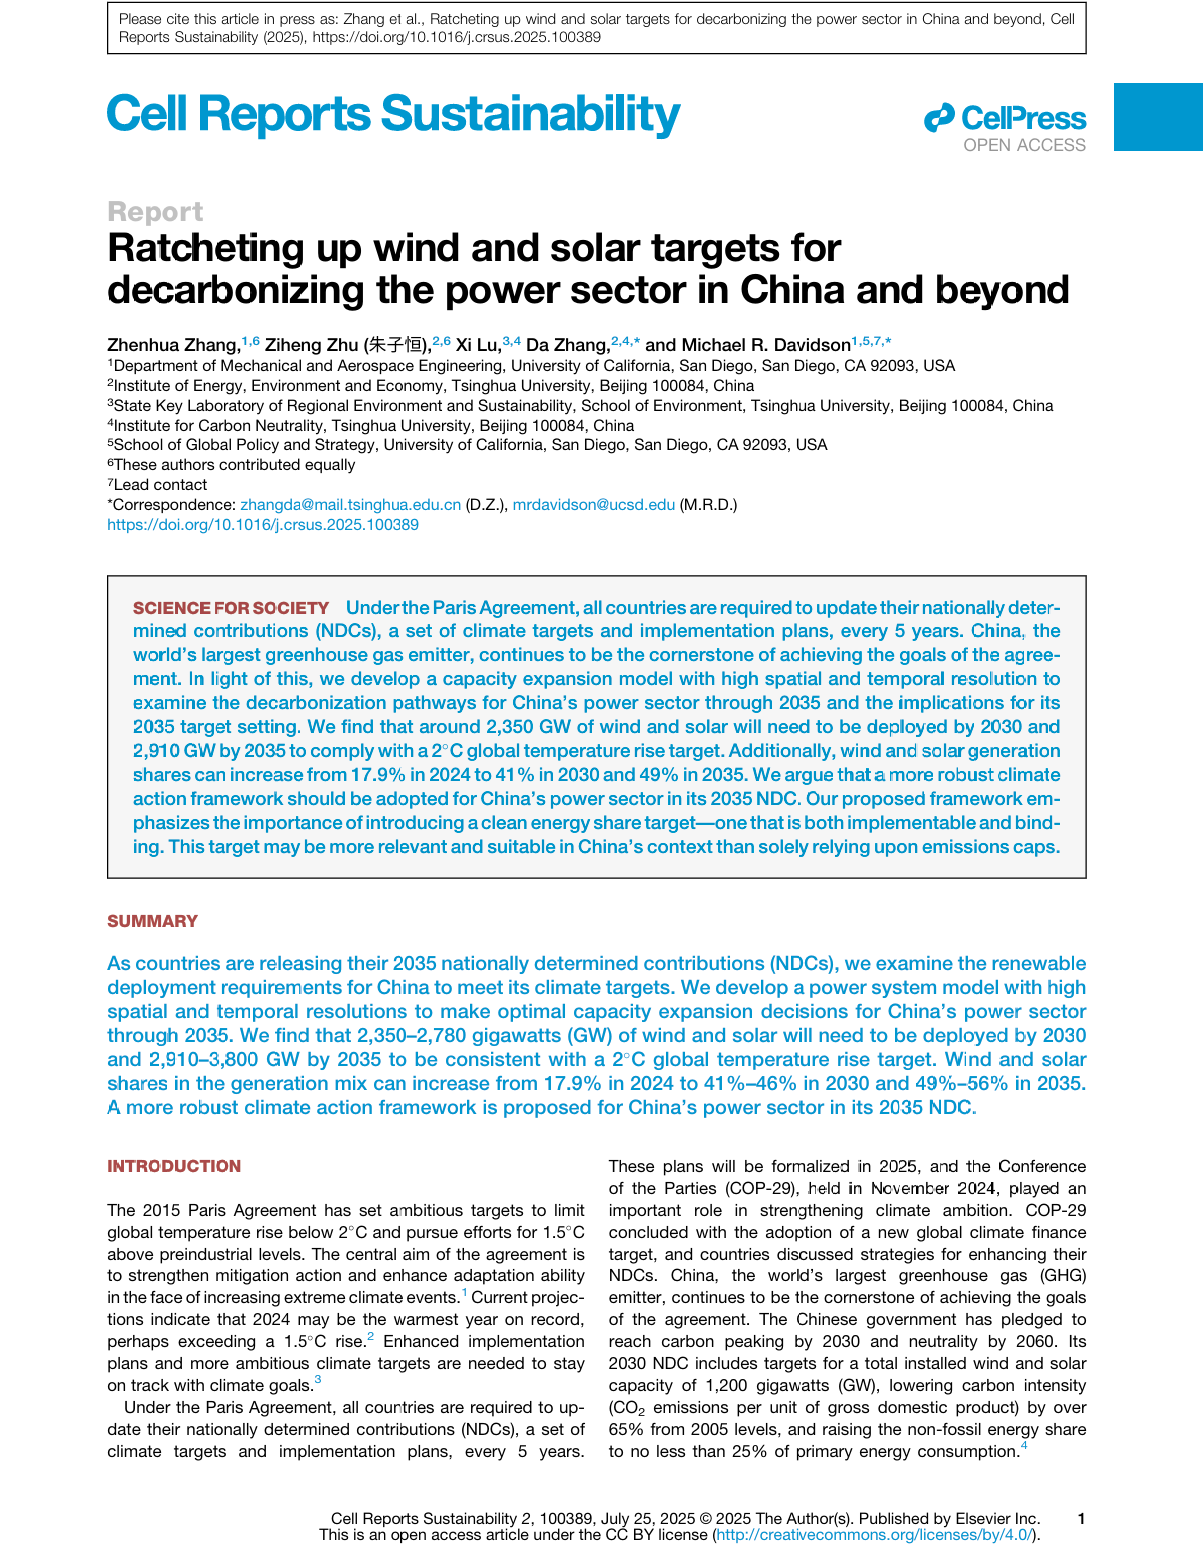 Please cite this article in press as: Zhang et al., Ratcheting up wind and solar targets for decarbonizing the power sector in China and beyond, Cell
Reports Sustainability (2025), https://doi.org/10.1016/j.crsus.2025.100389
Cell Reports Sustainability
CellPress
OPEN ACCESS
Report
Ratcheting up wind and solar targets for
decarbonizing the power sector in China and beyond
Zhenhua Zhang,1,6 Ziheng Zhu (朱子恒),2,6 Xi Lu,3,4 Da Zhang,2,4,* and Michael R. Davidson1,5,7,*
1Department of Mechanical and Aerospace Engineering, University of California, San Diego, San Diego, CA 92093, USA
2Institute of Energy, Environment and Economy, Tsinghua University, Beijing 100084, China
3State Key Laboratory of Regional Environment and Sustainability, School of Environment, Tsinghua University, Beijing 100084, China
4Institute for Carbon Neutrality, Tsinghua University, Beijing 100084, China
5School of Global Policy and Strategy, University of California, San Diego, San Diego, CA 92093, USA
6These authors contributed equally
7Lead contact
*Correspondence: zhangda@mail.tsinghua.edu.cn (D.Z.), mrdavidson@ucsd.edu (M.R.D.)
https://doi.org/10.1016/j.crsus.2025.100389
SCIENCE FOR SOCIETY Under the Paris Agreement, all countries are required to update their nationally deter-
mined contributions (NDCs), a set of climate targets and implementation plans, every 5 years. China, the
world's largest greenhouse gas emitter, continues to be the cornerstone of achieving the goals of the agree-
ment. In light of this, we develop a capacity expansion model with high spatial and temporal resolution to
examine the decarbonization pathways for China's power sector through 2035 and the implications for its
2035 target setting. We find that around 2,350 GW of wind and solar will need to be deployed by 2030 and
2,910 GW by 2035 to comply with a 2°C global temperature rise target. Additionally, wind and solar generation
shares can increase from 17.9% in 2024 to 41% in 2030 and 49% in 2035. We argue that a more robust climate
action framework should be adopted for China's power sector in its 2035 NDC. Our proposed framework em-
phasizes the importance of introducing a clean energy share target—one that is both implementable and bind-
ing. This target may be more relevant and suitable in China's context than solely relying upon emissions caps.
SUMMARY
As countries are releasing their 2035 nationally determined contributions (NDCs), we examine the renewable
deployment requirements for China to meet its climate targets. We develop a power system model with high
spatial and temporal resolutions to make optimal capacity expansion decisions for China's power sector
through 2035. We find that 2,350–2,780 gigawatts (GW) of wind and solar will need to be deployed by 2030
and 2,910–3,800 GW by 2035 to be consistent with a 2°C global temperature rise target. Wind and solar
shares in the generation mix can increase from 17.9% in 2024 to 41%–46% in 2030 and 49%–56% in 2035.
A more robust climate action framework is proposed for China's power sector in its 2035 NDC.
INTRODUCTION
The 2015 Paris Agreement has set ambitious targets to limit
global temperature rise below 2°C and pursue efforts for 1.5°C
above preindustrial levels. The central aim of the agreement is
to strengthen mitigation action and enhance adaptation ability
in the face of increasing extreme climate events.1 Current projec-
tions indicate that 2024 may be the warmest year on record,
perhaps exceeding a 1.5°C rise.2 Enhanced implementation
plans and more ambitious climate targets are needed to stay
on track with climate goals.3
Under the Paris Agreement, all countries are required to up-
date their nationally determined contributions (NDCs), a set of
climate targets and implementation plans, every 5 years.
These plans will be formalized in 2025, and the Conference
of the Parties (COP-29), held in November 2024, played an
important role in strengthening climate ambition. COP-29
concluded with the adoption of a new global climate finance
target, and countries discussed strategies for enhancing their
NDCs. China, the world's largest greenhouse gas (GHG)
emitter, continues to be the cornerstone of achieving the goals
of the agreement. The Chinese government has pledged to
reach carbon peaking by 2030 and neutrality by 2060. Its
2030 NDC includes targets for a total installed wind and solar
capacity of 1,200 gigawatts (GW), lowering carbon intensity
(CO2 emissions per unit of gross domestic product) by over
65% from 2005 levels, and raising the non-fossil energy share
to no less than 25% of primary energy consumption.4
Cell Reports Sustainability 2, 100389, July 25, 2025 © 2025 The Author(s). Published by Elsevier Inc. 1
This is an open access article under the CC BY license (http://creativecommons.org/licenses/by/4.0/).